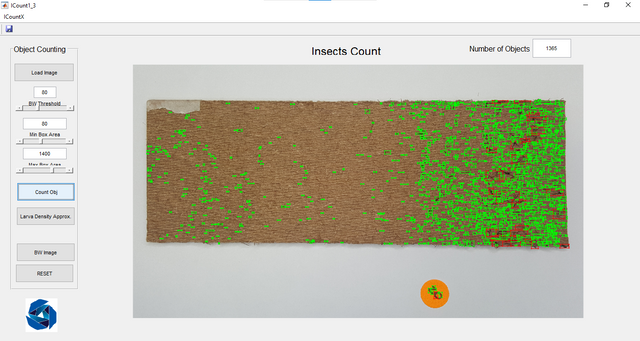 ICount1_3
ICountX
Object Counting
Insects Count
Number of Objects
1365
Load Image
80
BW Threshold
80
Min Box Area
1400
Max Box Area
Count Obj
Larva Density Approx.
BW Image
RESET